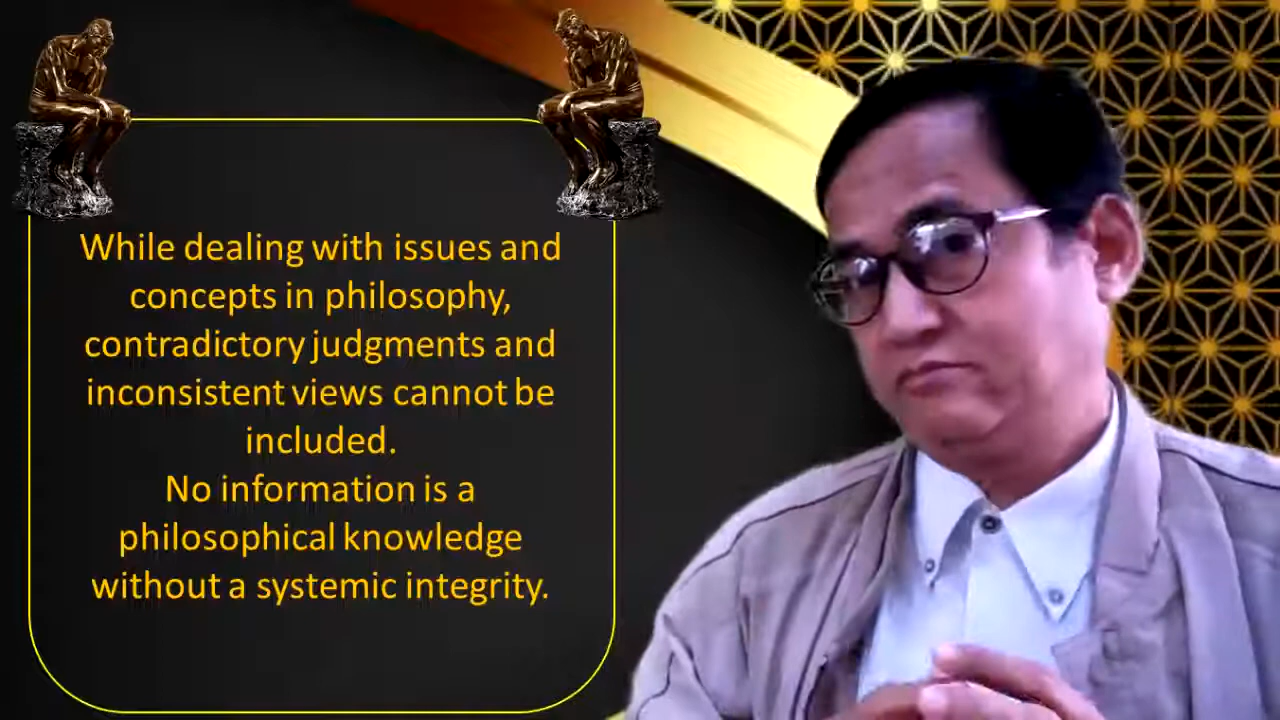 While dealing with issues and
concepts in philosophy,
contradictory judgments and
inconsistent views cannot be
included.
No information is a
philosophical knowledge
without a systemic integrity.